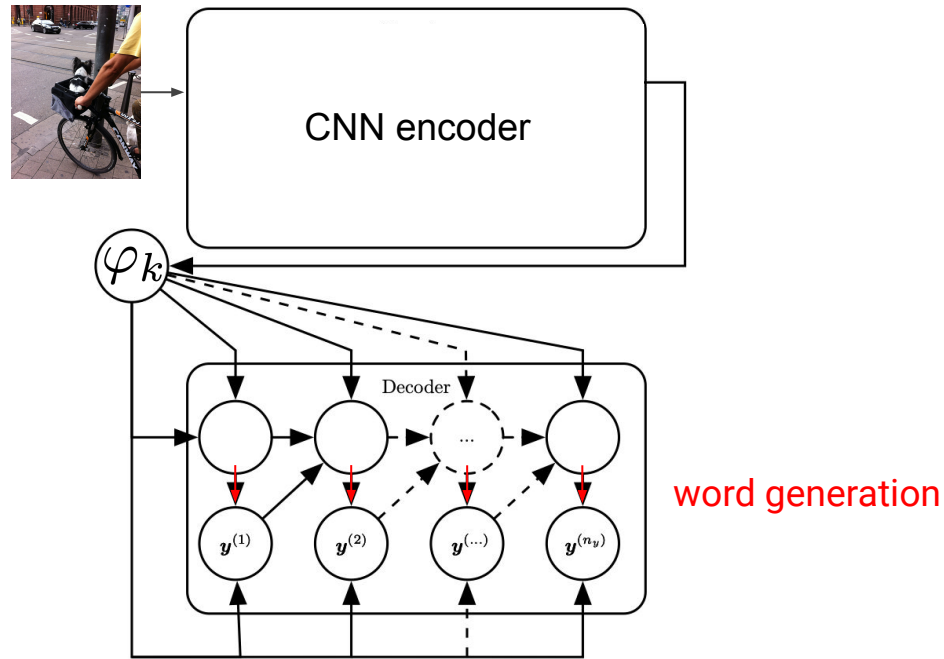 CNN encoder
φk
Decoder
...
word generation
y(1)
y(2)
y(...)
y(ny)